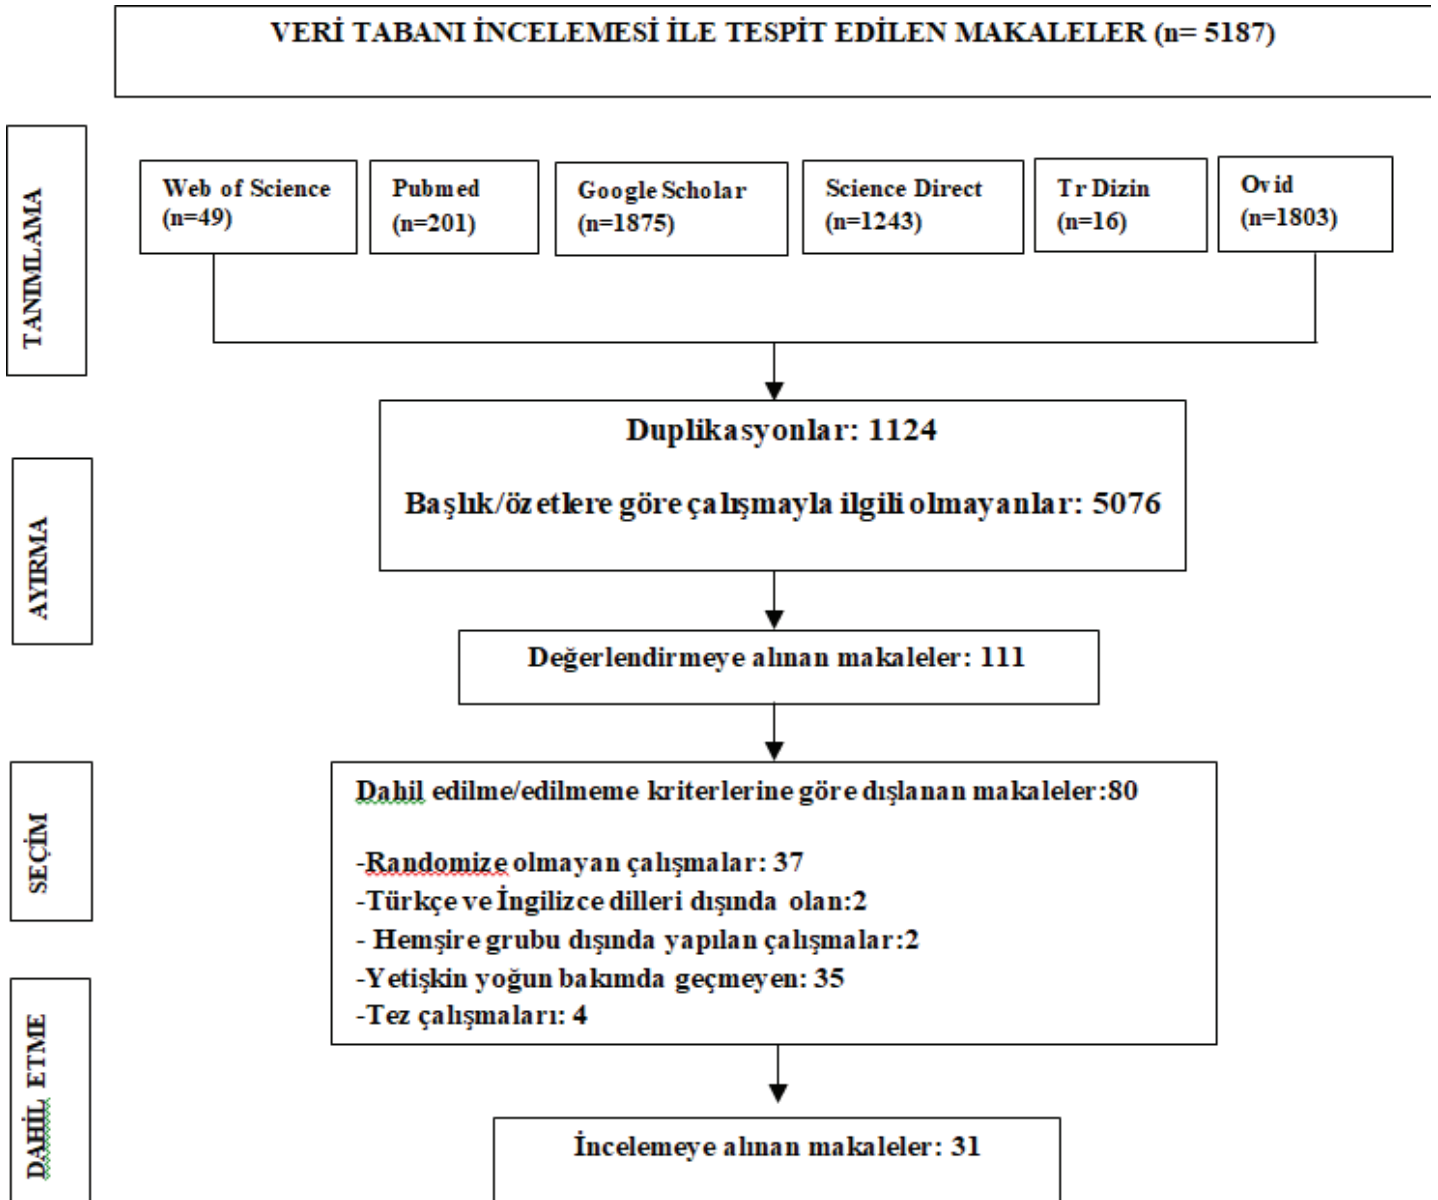 VERİ TABANI İNCELEMESİ İLE TESPİT EDİLEN MAKALELER (n= 5187)
TANIMLAMA
Web of Science
(n=49)
Pubmed
(n=201)
Google Scholar
(n=1875)
Science Direct
(n=1243)
Tr Dizin
(n=16)
Ovid
(n=1803)
AYIRMA
Duplikasyonlar: 1124
Başlık/özetlere göre çalışmayla ilgili olmayanlar: 5076
Değerlendirmeye alınan makaleler: 111
SEÇİM
Dahil edilme/edilmeme kriterlerine göre dışlanan makaleler:80
-Randomize olmayan çalışmalar: 37
-Türkçe ve İngilizce dilleri dışında olan:2
- Hemşire grubu dışında yapılan çalışmalar:2
-Yetişkin yoğun bakımda geçmeyen: 35
-Tez çalışmaları: 4
DAHİL ETME
İncelemeye alınan makaleler: 31